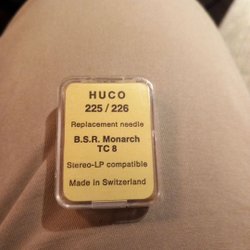 HUCO
225 / 226
Replacement needle
B.S.R. Monarch
TC 8
Stereo-LP compatible
Made in Switzerland